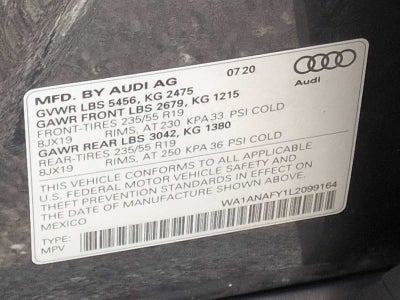 MFD. BY AUDI AG 07 20
Audi
GVWR LBS 5456, KG 2475
GAWR FRONT LBS 2679, KG 1215
FRONT-TIRES 235/55 R19
8JX19 RIMS, AT 230 KPA 33 PSI COLD
GAWR REAR LBS 3042, KG 1380
REAR-TIRES 235/55 R19
8JX19 RIMS, AT 250 KPA 36 PSI COLD
THIS VEHICLE CONFORMS TO ALL APPLICABLE
U.S. FEDERAL MOTOR VEHICLE SAFETY AND
THEFT PREVENTION STANDARDS IN EFFECT ON
THE DATE OF MANUFACTURE SHOWN ABOVE.
MEXICO
WA1ANAFY1L2099164
TYPE:
MPV